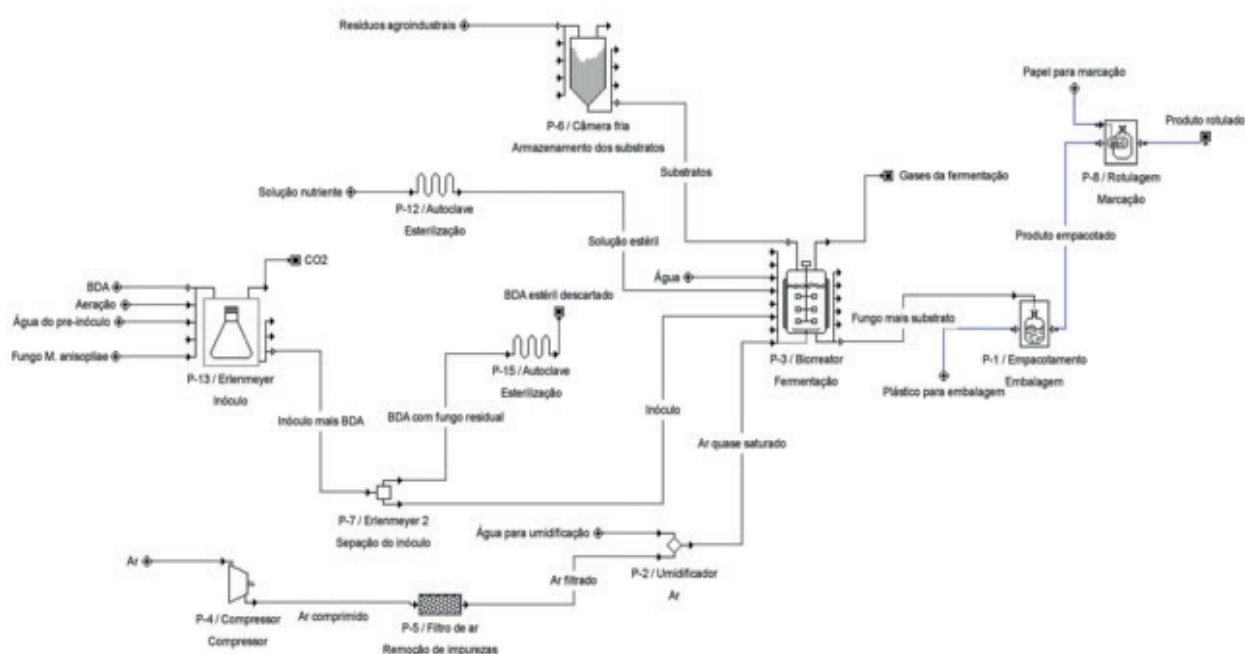 Resíduos agroindustrais
P-6 / Câmera fria
Armazenamento dos substratos
Papel para marcação
Produto rotulado
P-8 / Rotulagem
Marcação
Substratos
Gases da fermentação
Solução nutriente
P-12 / Autoclave
Esterilização
Solução estéril
Produto empacotado
Água
CO2
BDA
Aeração
Água do pre-inóculo
Fungo M. anisopliae
P-13 / Erlenmeyer
Inóculo
BDA estéril descartado
P-15 / Autoclave
Esterilização
P-3 / Biorreator
Fermentação
Fungo mais substrato
P-1 / Empacotamento
Embalagem
Plástico para embalagem
Inóculo mais BDA
BDA com fungo residual
Inóculo
Ar quase saturado
P-7 / Erlenmeyer 2
Sepação do inóculo
Água para umidificação
P-2 / Umidificador
Ar
Ar
P-4 / Compressor
Compressor
Ar comprimido
P-5 / Filtro de ar
Remoção de impurezas
Ar filtrado